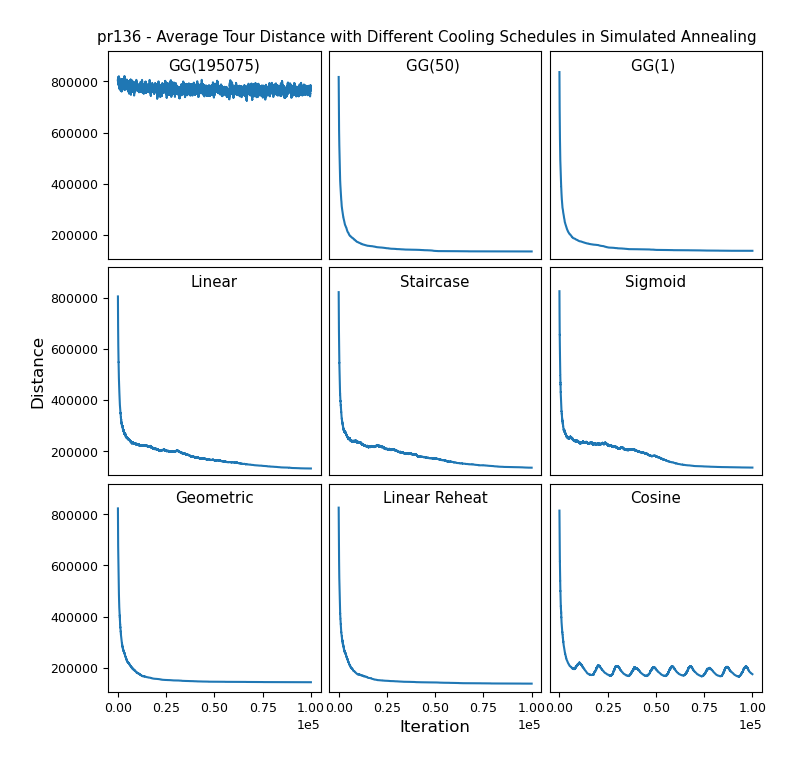 pr136 - Average Tour Distance with Different Cooling Schedules in Simulated Annealing
GG(195075)
GG(50)
GG(1)
800000
600000
400000
200000
Linear
Staircase
Sigmoid
800000
600000
400000
200000
Distance
Geometric
Linear Reheat
Cosine
800000
600000
400000
200000
0.00 0.25 0.50 0.75 1.00
1e5
0.00 0.25 0.50 0.75 1.00
1e5
0.00 0.25 0.50 0.75 1.00
1e5
Iteration